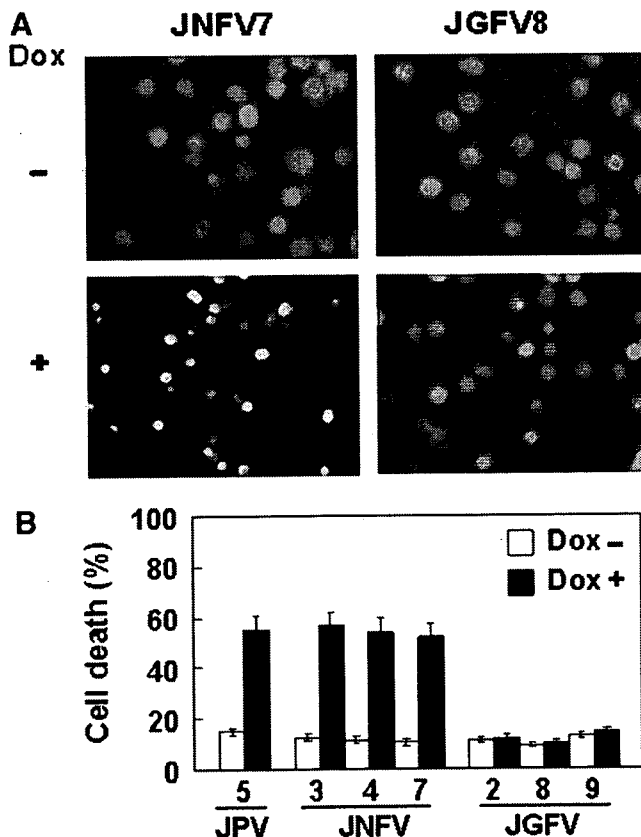 A
JNFV7 JGFV8
Dox
-
+
B
100
80
60
40
20
0
Cell death (%)
Dox -
Dox +
5 3 4 7 2 8 9
JPV JNFV JGFV